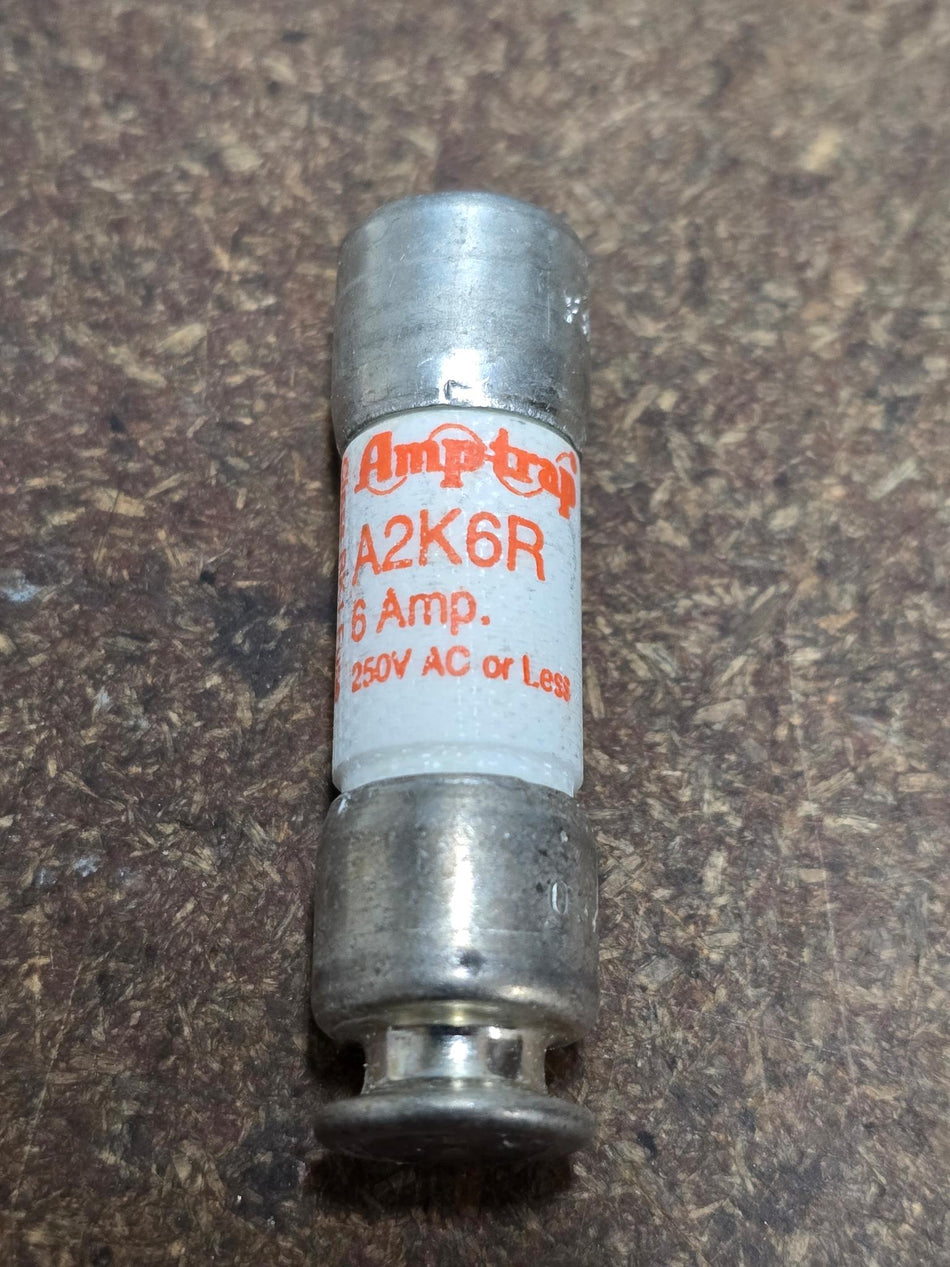 Amp-trap
A2K6R
6 Amp.
250V AC or Less